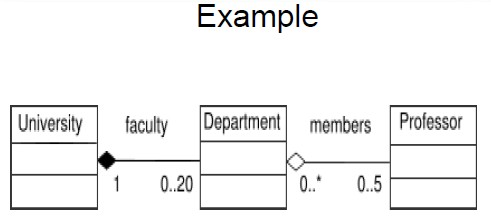 Example
University
faculty
Department
members
Professor
1
0..20
0..*
0..5